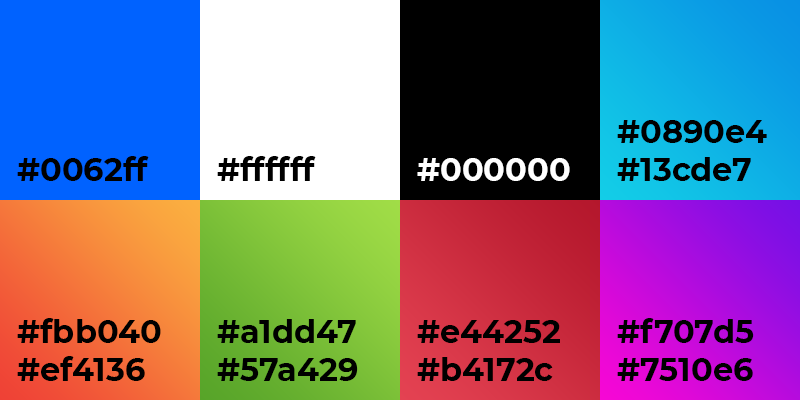 #0062ff
#ffffff
#000000
#0890e4
#13cde7
#fbb040
#ef4136
#a1dd47
#57a429
#e44252
#b4172c
#f707d5
#7510e6